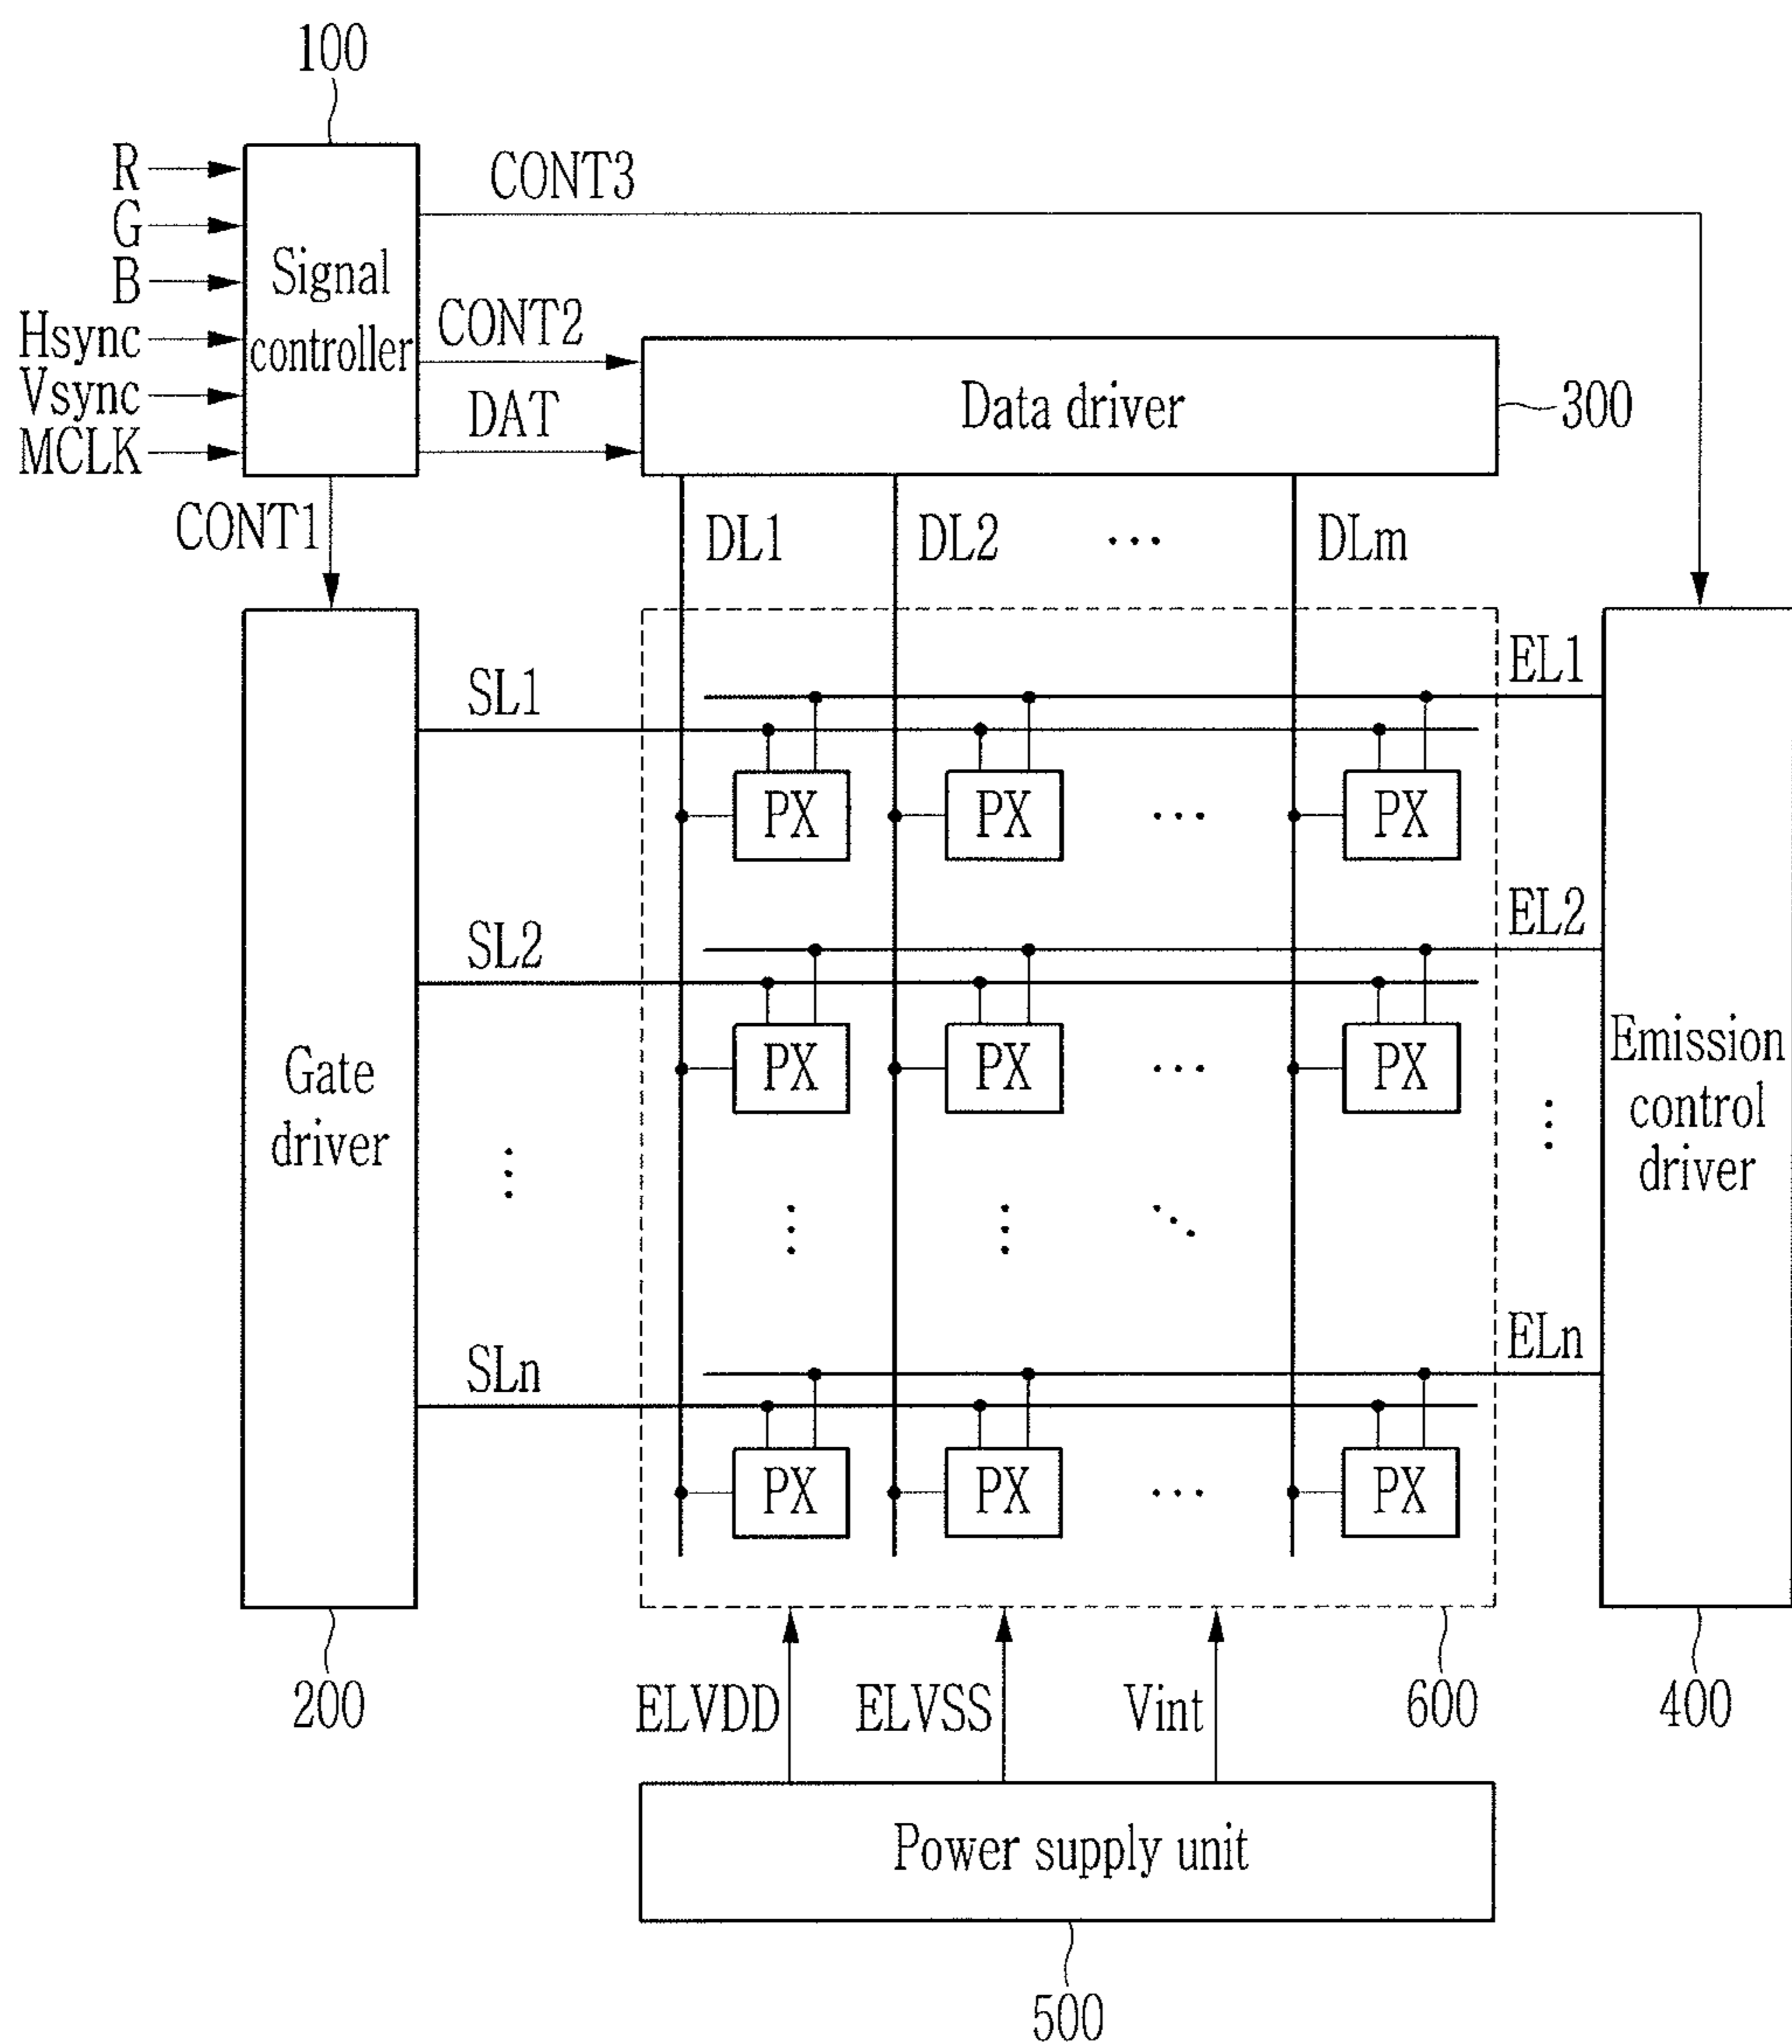 100
R
G
B
Hsync
Vsync
MCLK
Signal
controller
CONT3
CONT2
DAT
CONT1
Data driver
300
DL1
DL2
...
DLm
SL1
EL1
PX
PX
...
PX
SL2
EL2
PX
PX
...
PX
Gate
driver
Emission
control
driver
SLn
ELn
PX
PX
...
PX
200
ELVDD
ELVSS
Vint
600
400
Power supply unit
500